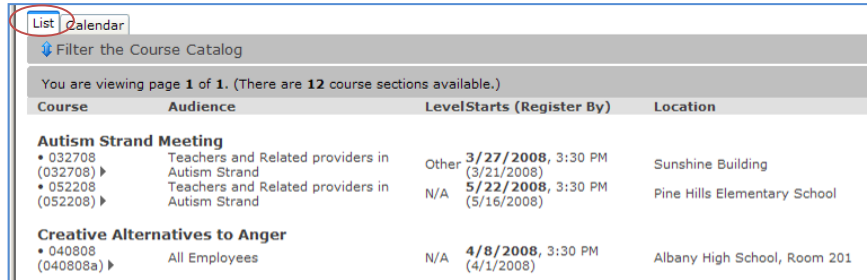 List Calendar
Filter the Course Catalog
You are viewing page 1 of 1. (There are 12 course sections available.)
Course Audience Level Starts (Register By) Location
Autism Strand Meeting
• 032708 (032708) Teachers and Related providers in Autism Strand Other 3/27/2008, 3:30 PM (3/21/2008) Sunshine Building
• 052208 (052208) Teachers and Related providers in Autism Strand N/A 5/22/2008, 3:30 PM (5/16/2008) Pine Hills Elementary School
Creative Alternatives to Anger
• 040808 (040808a) All Employees N/A 4/8/2008, 3:30 PM (4/1/2008) Albany High School, Room 201